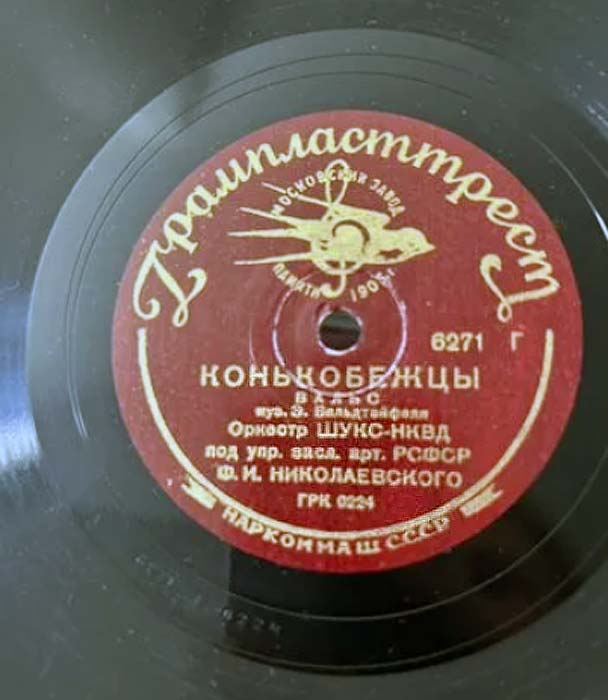 Грампласттрест
МОСКОВСКИЙ ЗАВОД
ПАМЯТИ 1905 г.
6271 Г
КОНЬКОБЕЖЦЫ
ВАЛЬС
муз. Э. Вальдтейфеля
Оркестр ШУКС-НКВД
под упр. засл. арт. РСФСР
Ф. И. НИКОЛАЕВСКОГО
ГРК 0224
НАРКОММАШ СССР